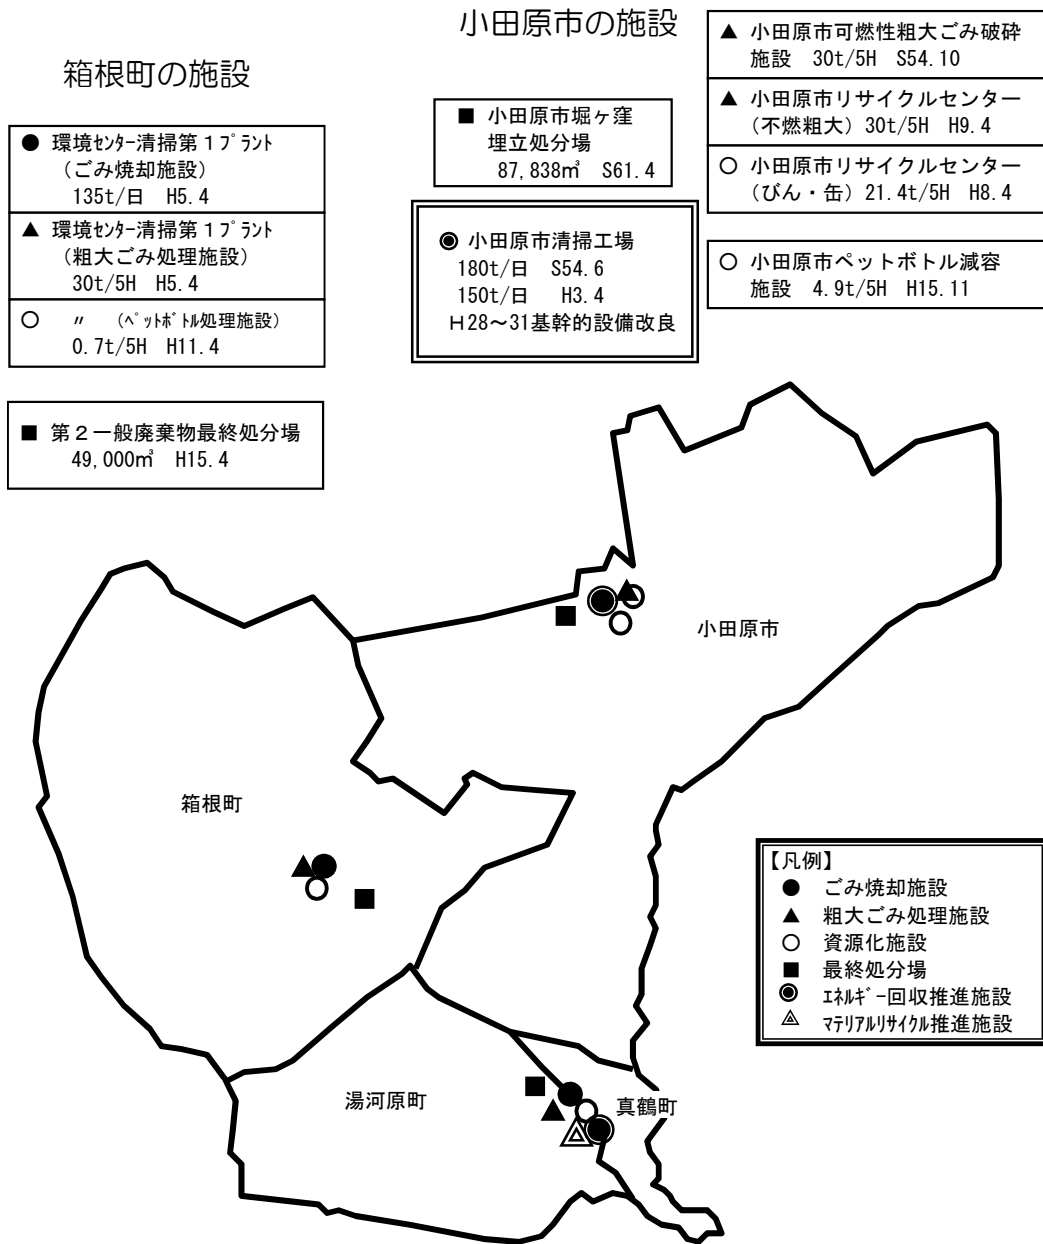 小田原市の施設
箱根町の施設
● 環境センター清掃第１プラント
（ごみ焼却施設）
135t/日 H5.4
▲ 環境センター清掃第１プラント
（粗大ごみ処理施設）
30t/5H H5.4
○ 〃 （ペットボトル処理施設）
0.7t/5H H11.4
■ 第２一般廃棄物最終処分場
49,000㎥ H15.4
■ 小田原市堀ヶ窪
埋立処分場
87,838㎥ S61.4
◉ 小田原市清掃工場
180t/日 S54.6
150t/日 H3.4
H28～31基幹的設備改良
▲ 小田原市可燃性粗大ごみ破砕
施設 30t/5H S54.10
▲ 小田原市リサイクルセンター
（不燃粗大）30t/5H H9.4
○ 小田原市リサイクルセンター
（びん・缶）21.4t/5H H8.4
○ 小田原市ペットボトル減容
施設 4.9t/5H H15.11
小田原市
箱根町
湯河原町
真鶴町
【凡例】
● ごみ焼却施設
▲ 粗大ごみ処理施設
○ 資源化施設
■ 最終処分場
◉ エネルギー回収推進施設
マテリアルリサイクル推進施設